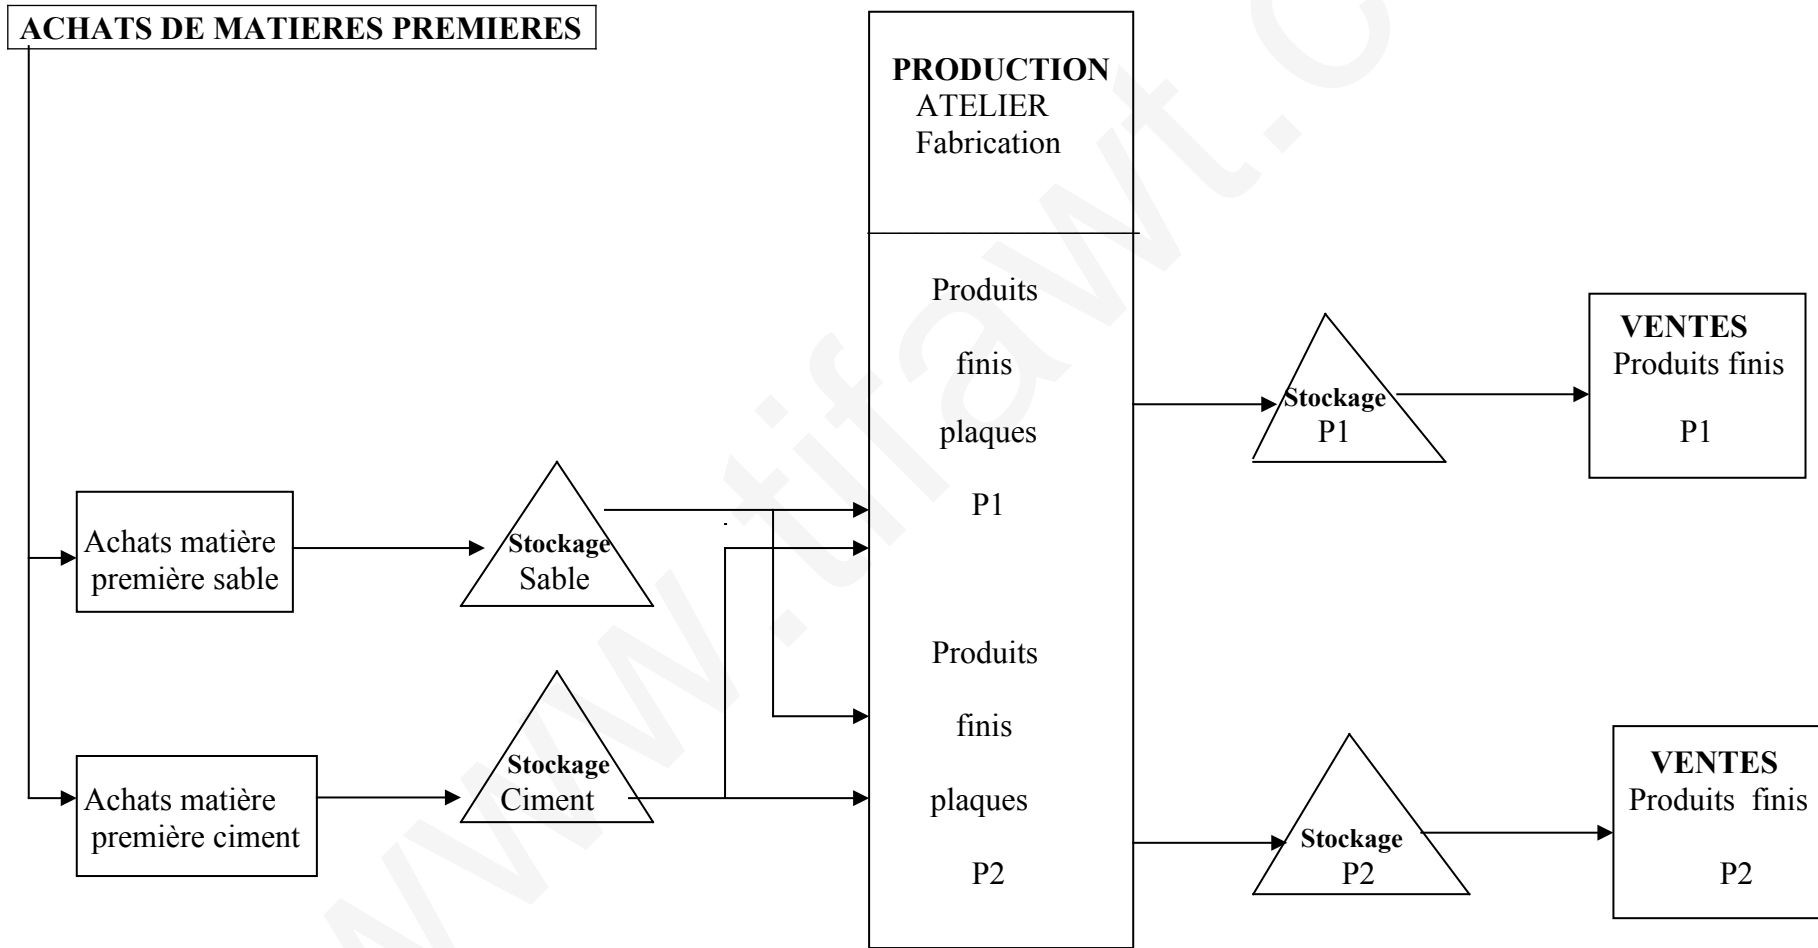 ACHATS DE MATIERES PREMIERES
PRODUCTION
ATELIER
Fabrication
Produits
finis
plaques
P1
Produits
finis
plaques
P2
Achats matière
première sable
Stockage
Sable
Achats matière
première ciment
Stockage
Ciment
Stockage
P1
VENTES
Produits finis
P1
Stockage
P2
VENTES
Produits finis
P2
www.tifawt.c